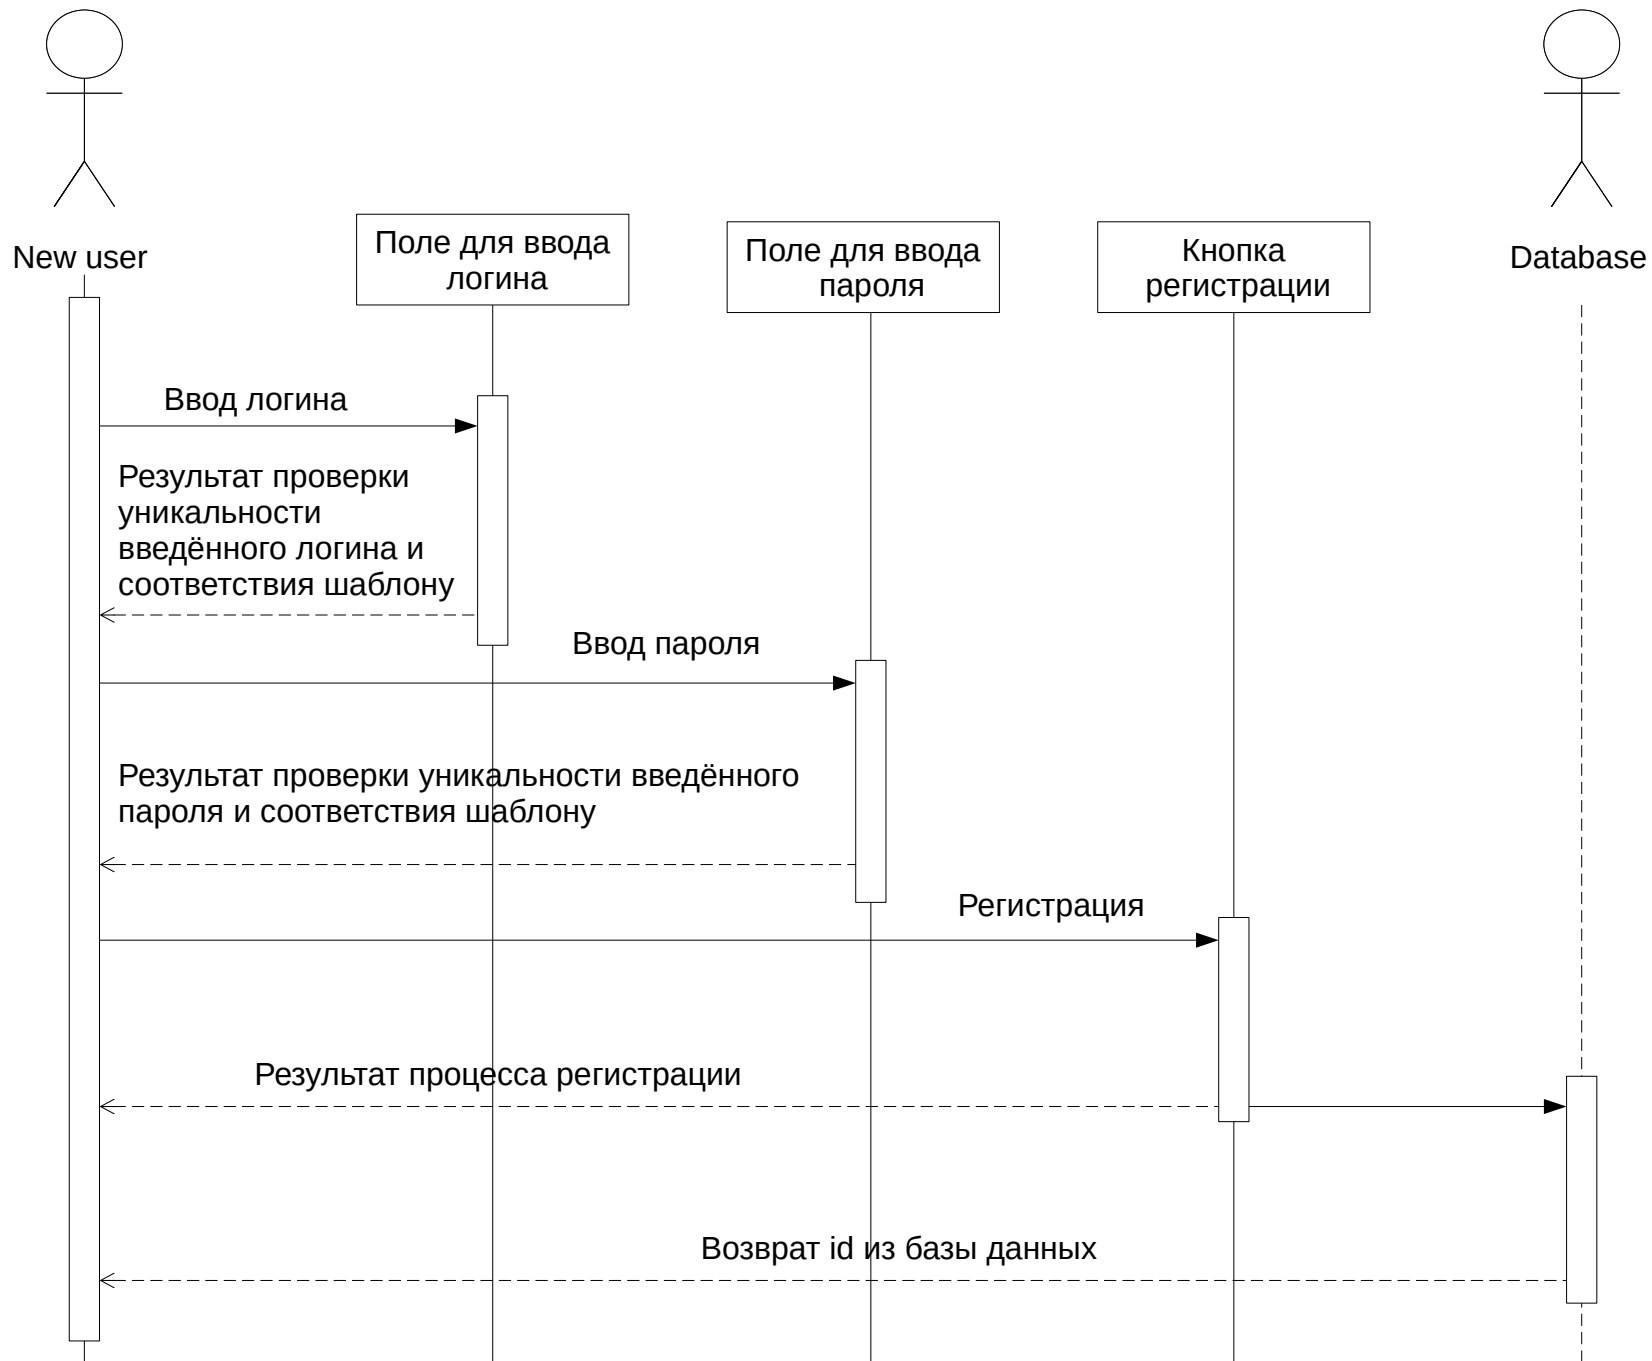 New user
Поле для ввода
логина
Поле для ввода
пароля
Кнопка
регистрации
Database
Ввод логина
Результат проверки
уникальности
введённого логина и
соответствия шаблону
Ввод пароля
Результат проверки уникальности введённого
пароля и соответствия шаблону
Регистрация
Результат процесса регистрации
Возврат id из базы данных